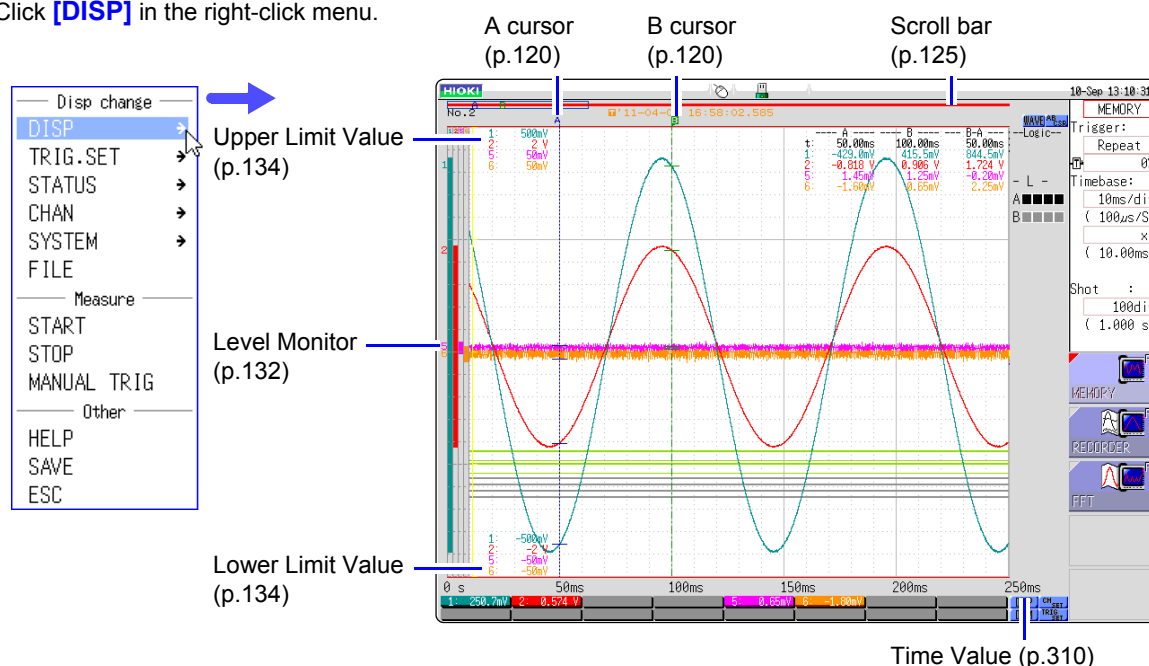 Click [DISP] in the right-click menu.
A cursor
(p.120)
B cursor
(p.120)
Scroll bar
(p.125)
Disp change
DISP
TRIG.SET
STATUS
CHAN
SYSTEM
FILE
Measure
START
STOP
MANUAL TRIG
Other
HELP
SAVE
ESC
Upper Limit Value
(p.134)
Level Monitor
(p.132)
Lower Limit Value
(p.134)
HIOKI
10-Sep 13:10:31
No.2
A
B
16:58:02.585
WAVE
MEMORY
1: 500mV
2: 2 V
5: 50mV
6: 50mV
---- A ---- ---- B ---- B-A
t: 50.00ms 100.00ms 50.00ms
1: -429.0mV 415.5mV 844.5mV
2: -0.818 V 0.906 V 1.724 V
5: 1.45mV 1.25mV -0.20mV
6: -1.60mV 0.65mV 2.25mV
--Logic--
- L -
A
B
Trigger:
Repeat
Timebase:
10ms/di
( 100µs/S
x
( 10.00ms
Shot :
100di
( 1.000 s
MEMORY
RECORDER
FFT
1: -500mV
2: -2 V
5: -50mV
6: -50mV
0 s 50ms 100ms 150ms 200ms 250ms
1: 250.7mV 2: 0.574 V 5: 0.65mV 6: -1.80mV
CH SET
TRIG SET
Time Value (p.310)